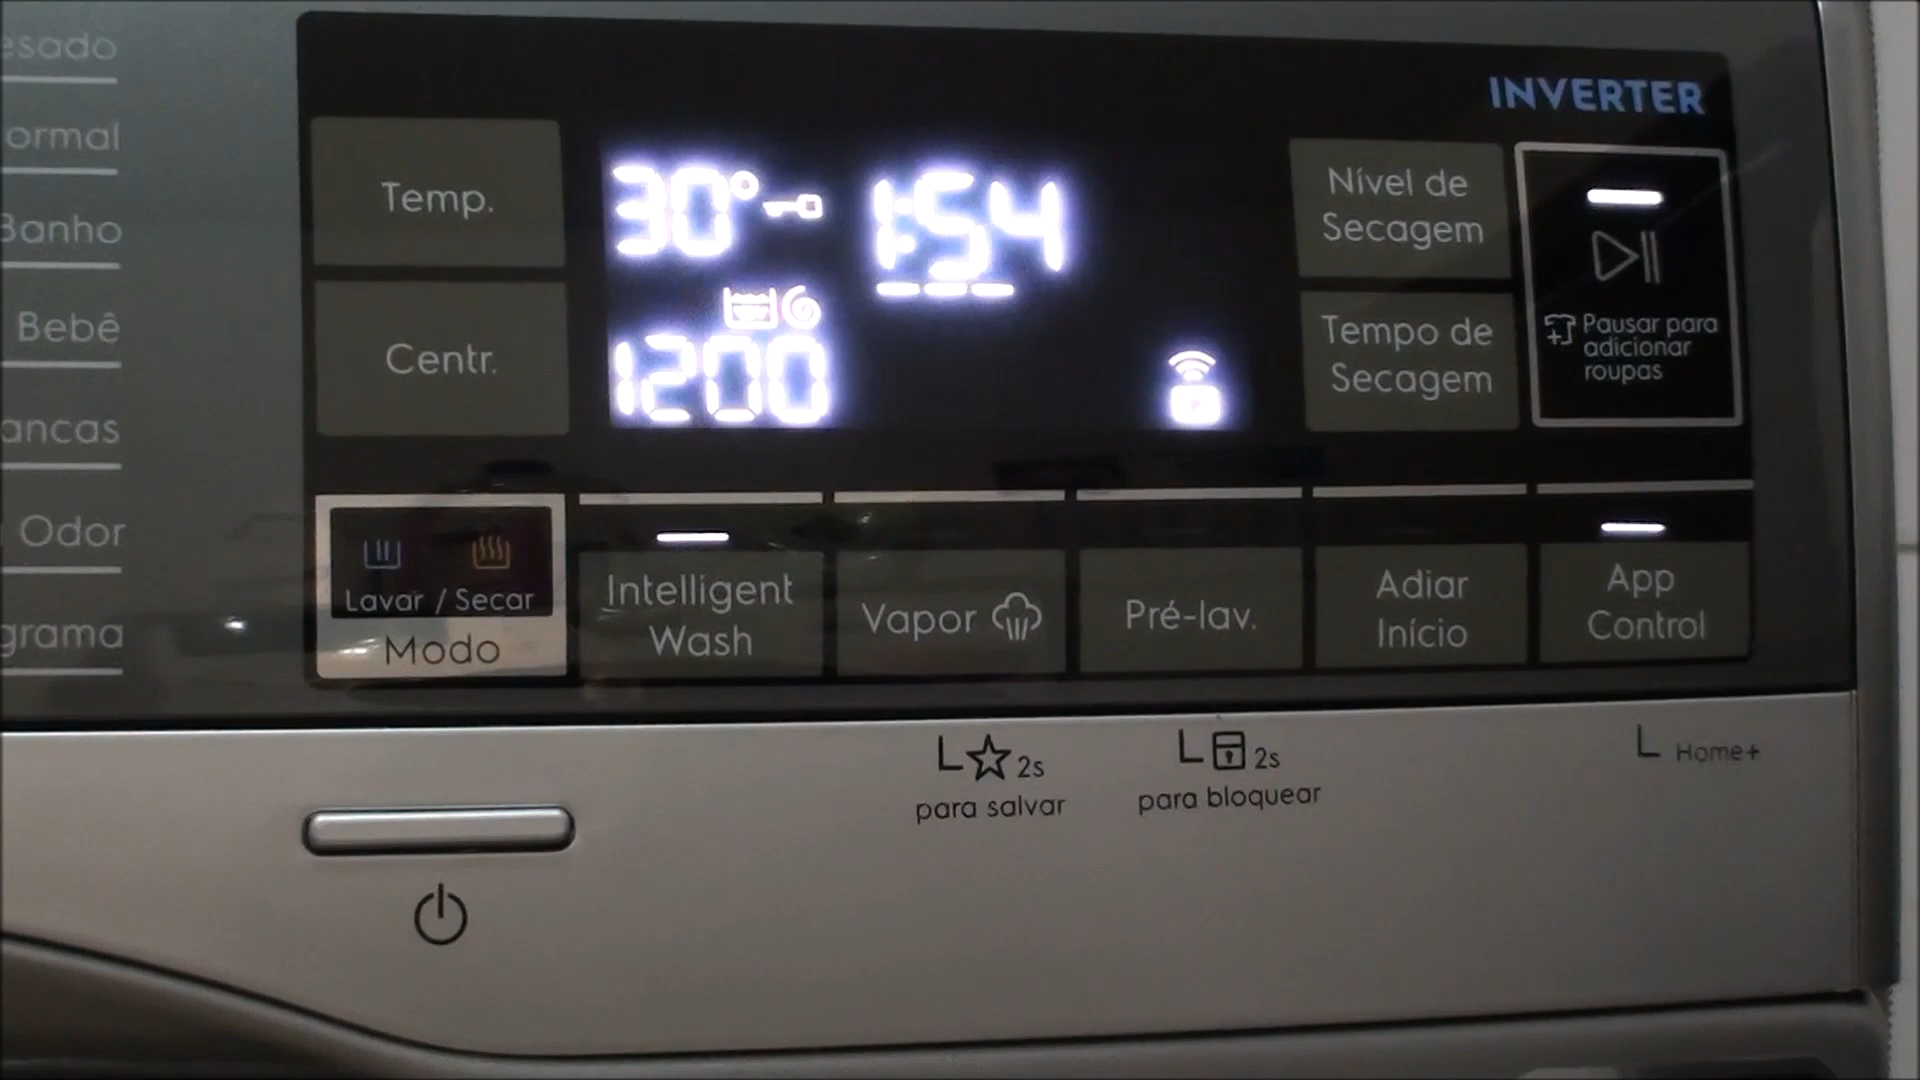 esado
ormal
Banho
Bebê
ancas
Odor
grama
INVERTER
Temp.
30°
1:54
Nível de
Secagem
Centr.
1200
Tempo de
Secagem
Pausar para
adicionar
roupas
Lavar / Secar
Modo
Intelligent
Wash
Vapor
Pré-lav.
Adiar
Início
App
Control
2s
para salvar
2s
para bloquear
Home+